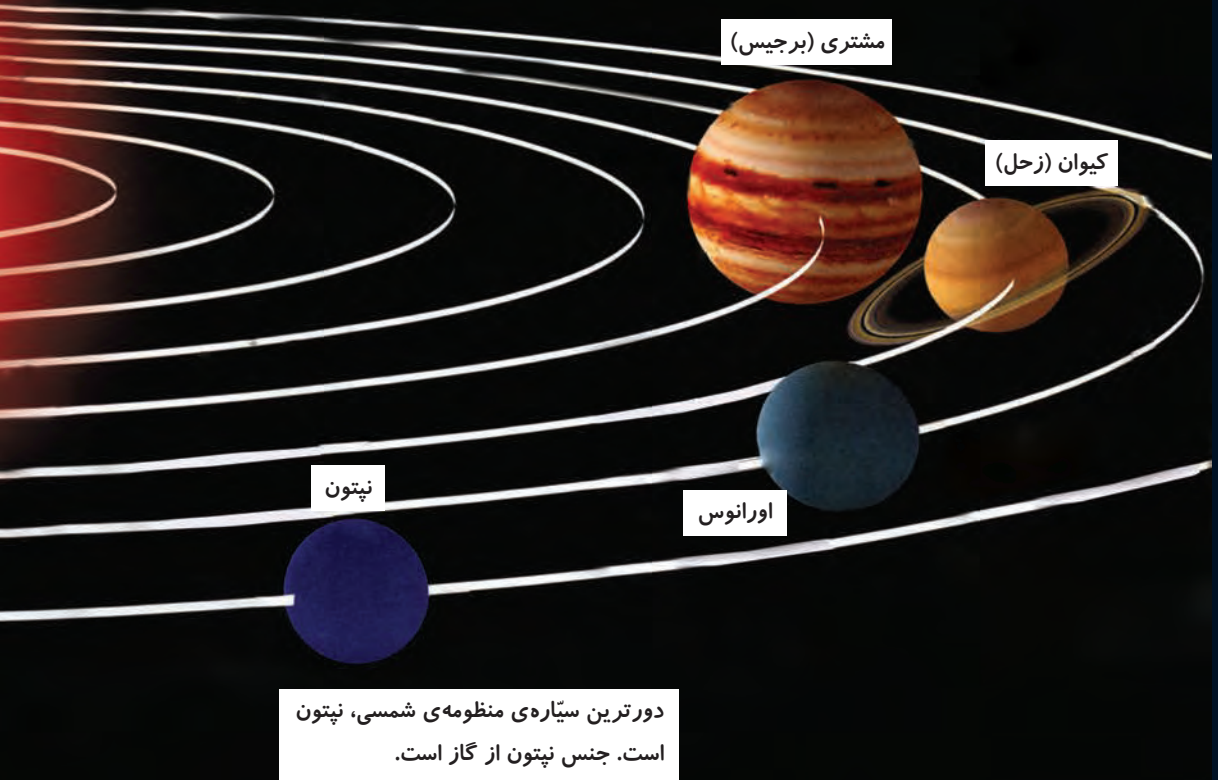 مشتری (برجیس)
کیوان (زحل)
نپتون
اورانوس
دورترین سیّاره‌ی منظومه‌ی شمسی، نپتون
است. جنس نپتون از گاز است.